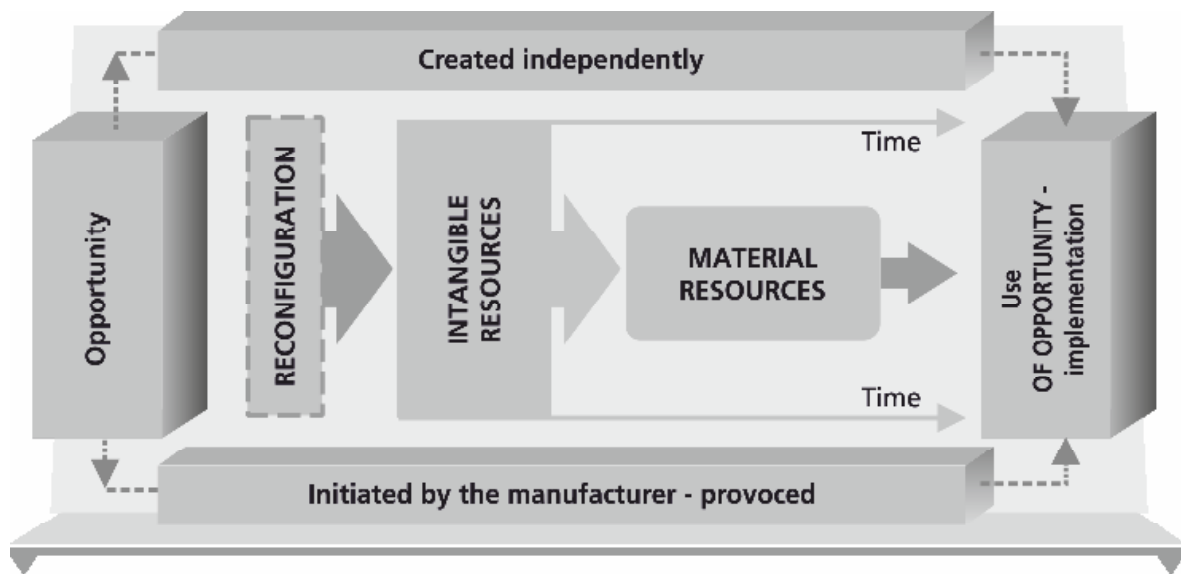 Created independently
Opportunity
RECONFIGURATION
INTANGIBLE
RESOURCES
Time
MATERIAL
RESOURCES
Time
Use
OF OPPORTUNITY -
implementation
Initiated by the manufacturer - provoced